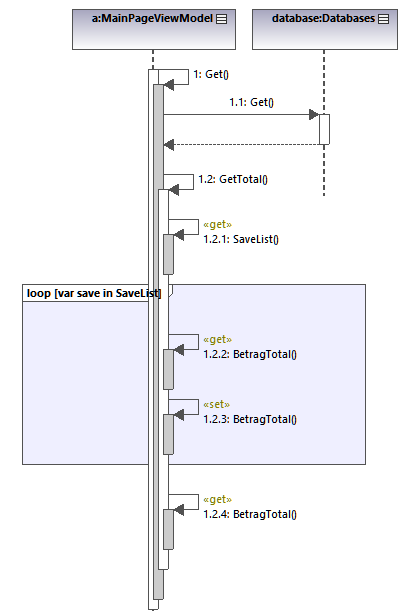 a:MainPageViewModel
database:Databases
1: Get()
1.1: Get()
1.2: GetTotal()
«get»
1.2.1: SaveList()
loop [var save in SaveList]
«get»
1.2.2: BetragTotal()
«set»
1.2.3: BetragTotal()
«get»
1.2.4: BetragTotal()